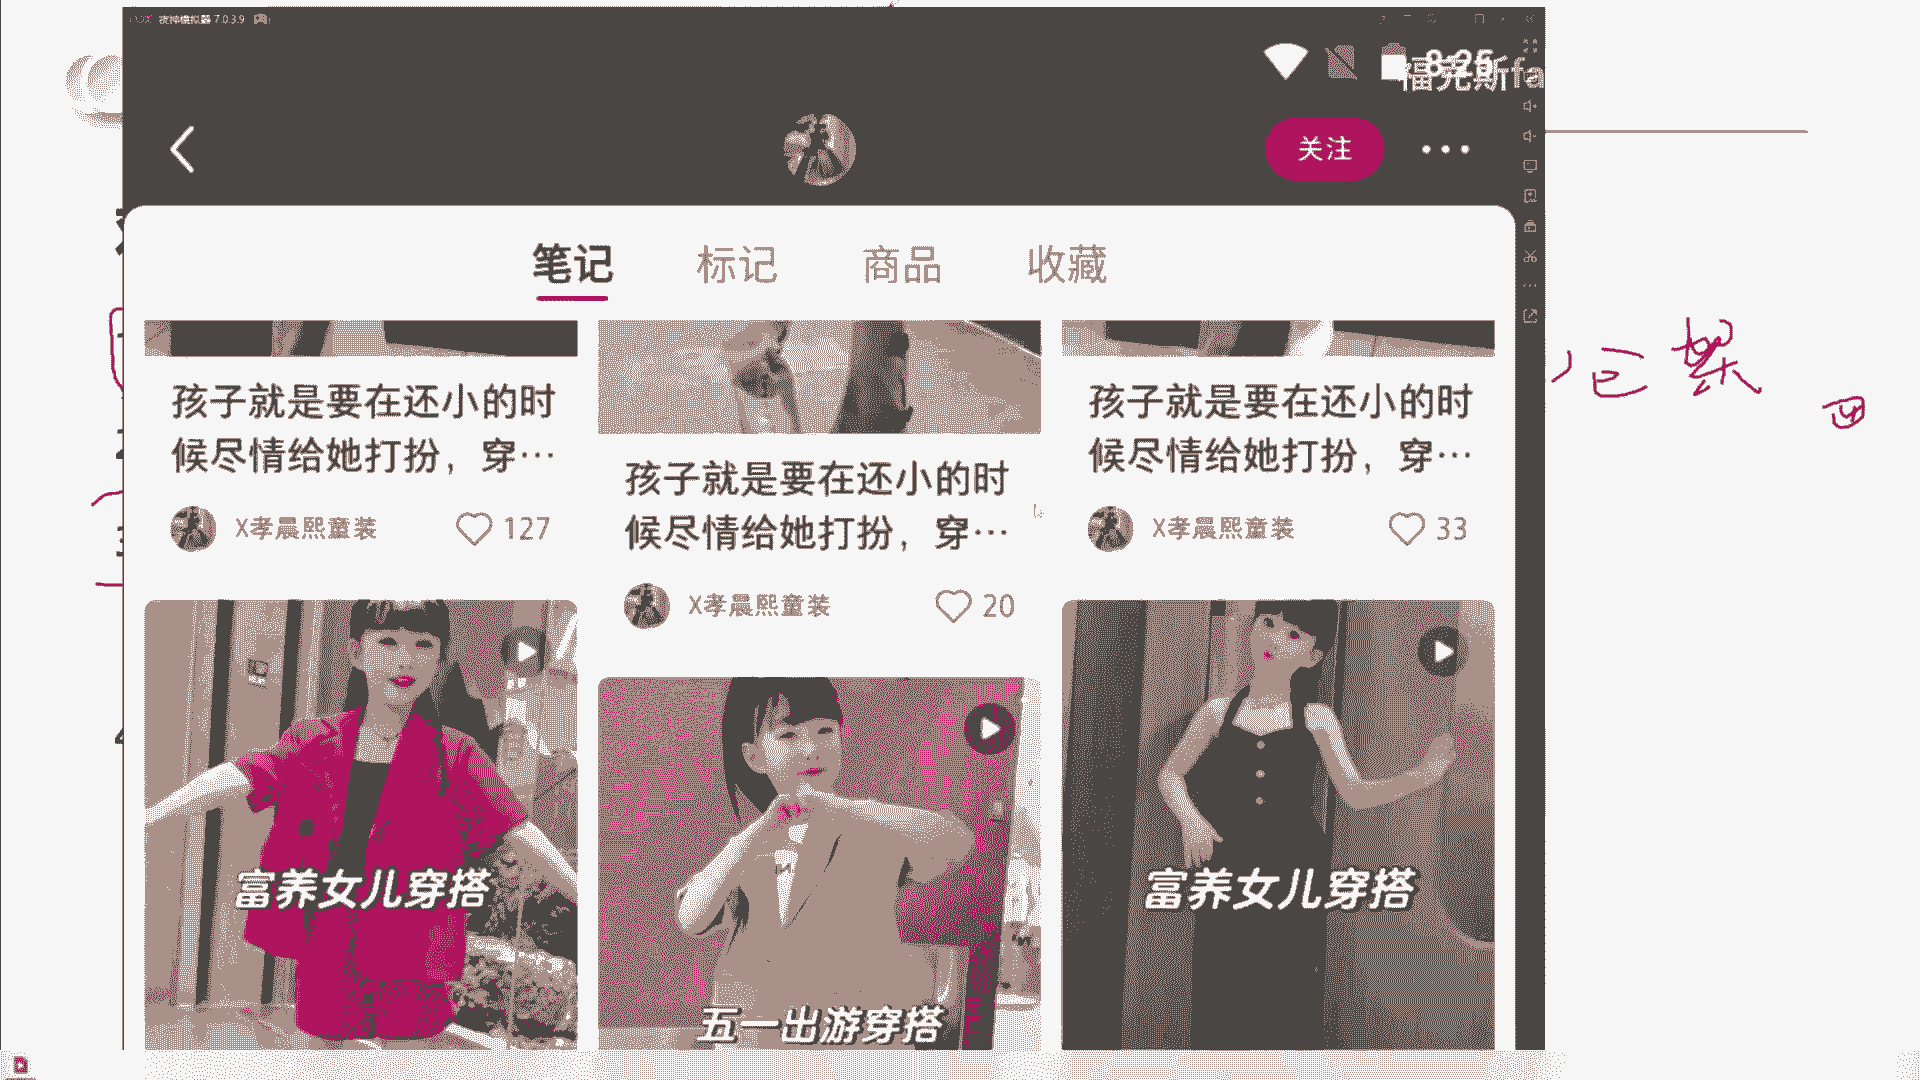 夜神模拟器 7.0.3.9
8:26
福克斯fa
关注
笔记
标记
商品
收藏
孩子就是要在还小的时
候尽情给她打扮，穿…
X孝晨熙童装
127
孩子就是要在还小的时
候尽情给她打扮，穿…
X孝晨熙童装
20
孩子就是要在还小的时
候尽情给她打扮，穿…
X孝晨熙童装
33
富养女儿穿搭
五一出游穿搭
富养女儿穿搭